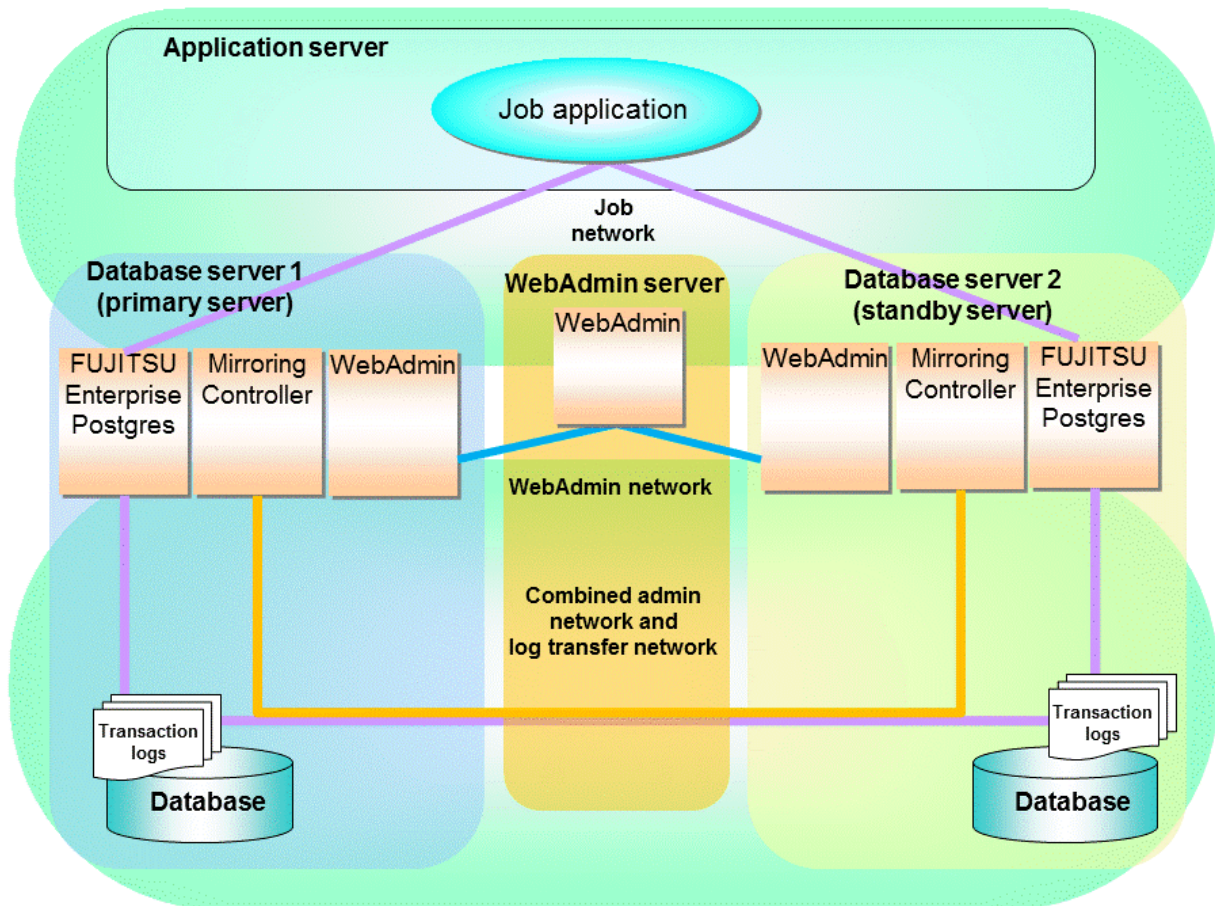 Application server
Job application
Job
network
Database server 1
(primary server)
WebAdmin server
Database server 2
(standby server)
WebAdmin
FUJITSU
Enterprise
Postgres
Mirroring
Controller
WebAdmin
WebAdmin
Mirroring
Controller
FUJITSU
Enterprise
Postgres
WebAdmin network
Combined admin
network and
log transfer network
Transaction
logs
Database
Transaction
logs
Database